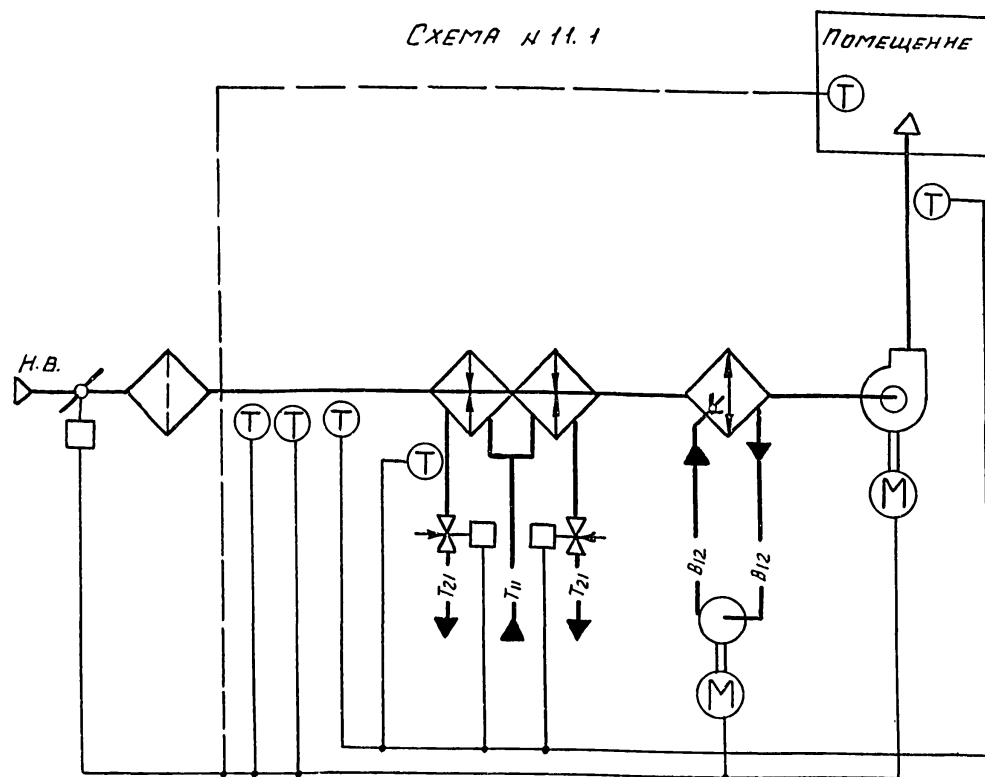 СХЕМА N 11.1
ПОМЕЩЕНИЕ
Т
Т
Н.В.
Т
Т
Т
Т
М
Т21
Т11
Т21
В12
В12
М